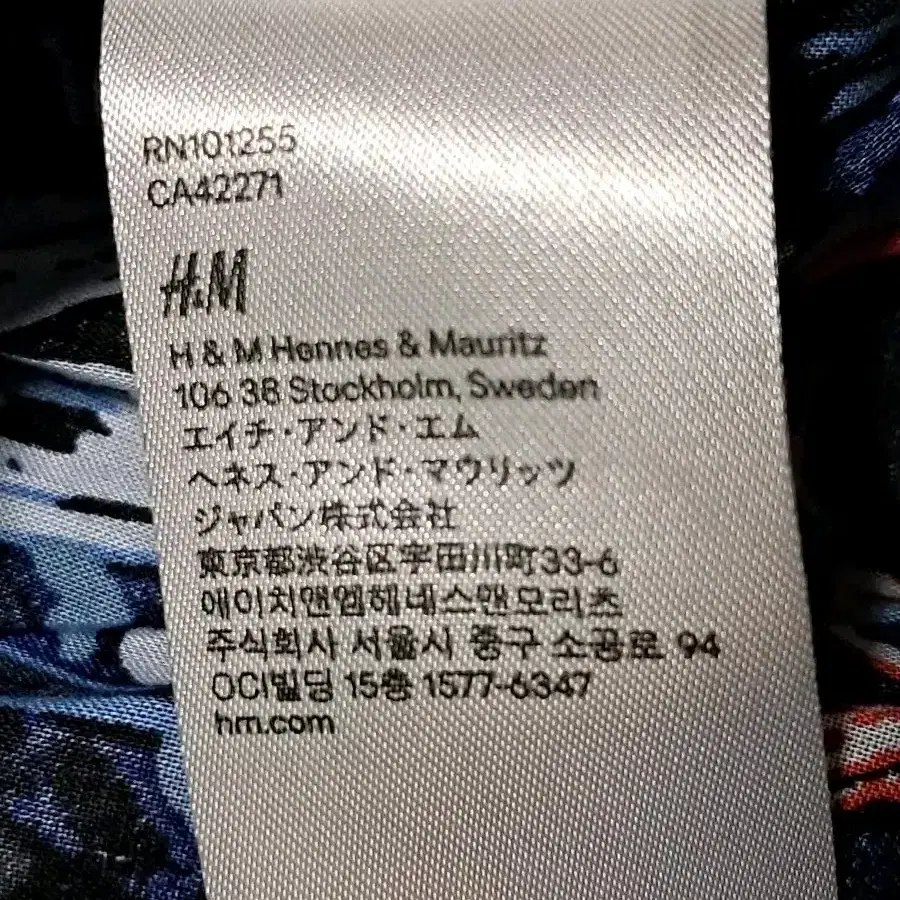 RN101255
CA42271
H&M
H & M Hennes & Mauritz
106 38 Stockholm, Sweden
エイチ・アンド・エム
ヘネス・アンド・マウリッツ
ジャパン株式会社
東京都渋谷区宇田川町33-6
에이치앤엠헤네스앤모리츠
주식회사 서울시 중구 소공로 94
OCI빌딩 15층 1577-6347
hm.com